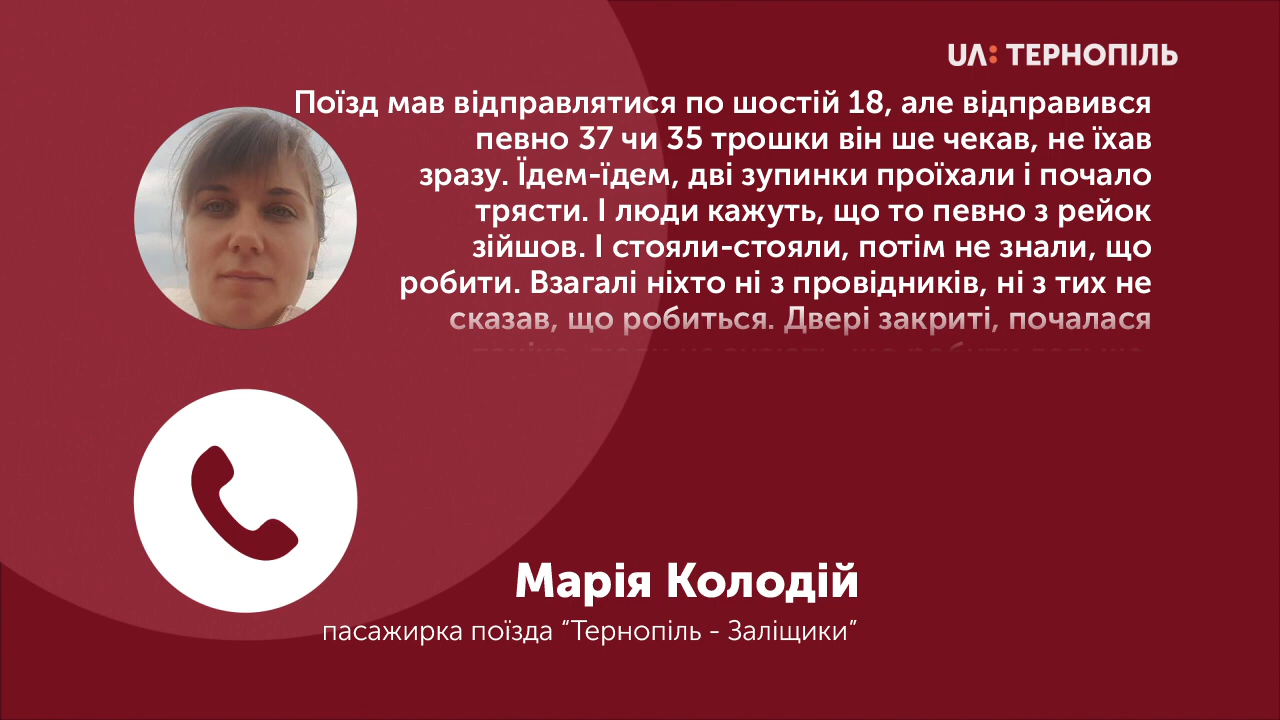 UA: ТЕРНОПІЛЬ
Поїзд мав відправлятися по шостій 18, але відправився
певно 37 чи 35 трошки він ше чекав, не їхав
зразу. Їдем-їдем, дві зупинки проїхали і почало
трясти. І люди кажуть, що то певно з рейок
зійшов. І стояли-стояли, потім не знали, що
робити. Взагалі ніхто ні з провідників, ні з тих не
сказав, що робиться. Двері закриті, почалася
Марія Колодій
пасажирка поїзда “Тернопіль - Заліщики”